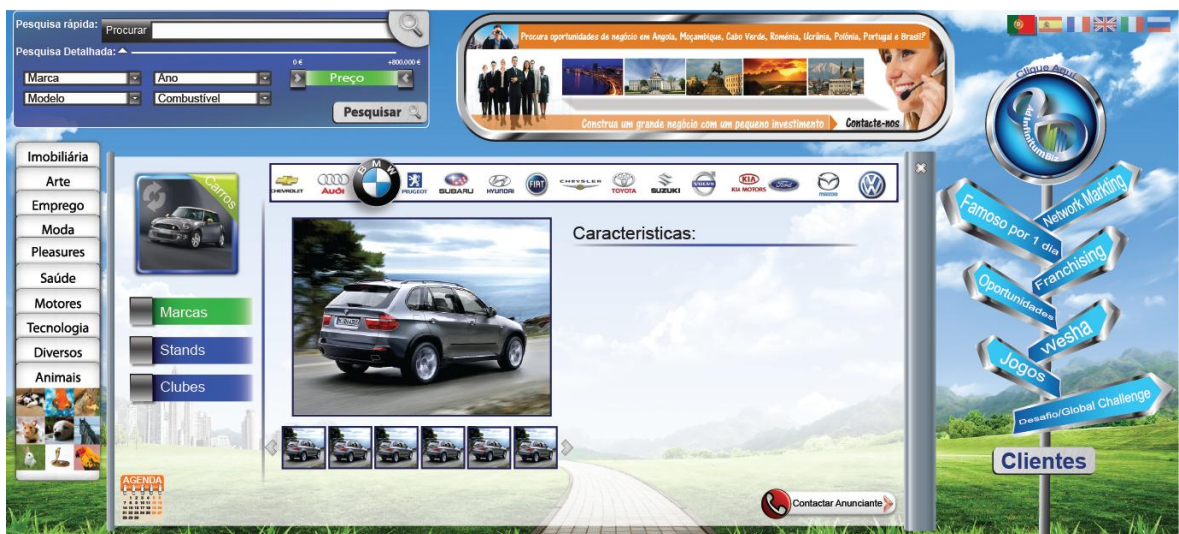 Pesquisa rápida:
Procurar
Pesquisa Detalhada:
0 €
+800.000 €
Marca
Ano
Preço
Modelo
Combustível
Pesquisar
Procura oportunidades de negócio em Angola, Moçambique, Cabo Verde, Roménia, Ucrânia, Polónia, Portugal e Brasil?
Construa um grande negócio com um pequeno investimento
Contacte-nos
Clique Aqui
AdInfinitumBiz
Imobiliária
Arte
Emprego
Moda
Pleasures
Saúde
Motores
Tecnologia
Diversos
Animais
Carros
Marcas
Stands
Clubes
AGENDA
CHEVROLET
Audi
BMW
PEUGEOT
SUBARU
HYUNDAI
FIAT
CHRYSLER
TOYOTA
SUZUKI
VOLVO
KIA
KIA MOTORS
Ford
mazda
Caracteristicas:
Contactar Anunciante
Network Markting
Famoso por 1 dia
Franchising
Oportunidades
Wesha
Jogos
Desafio/Global Challenge
Clientes